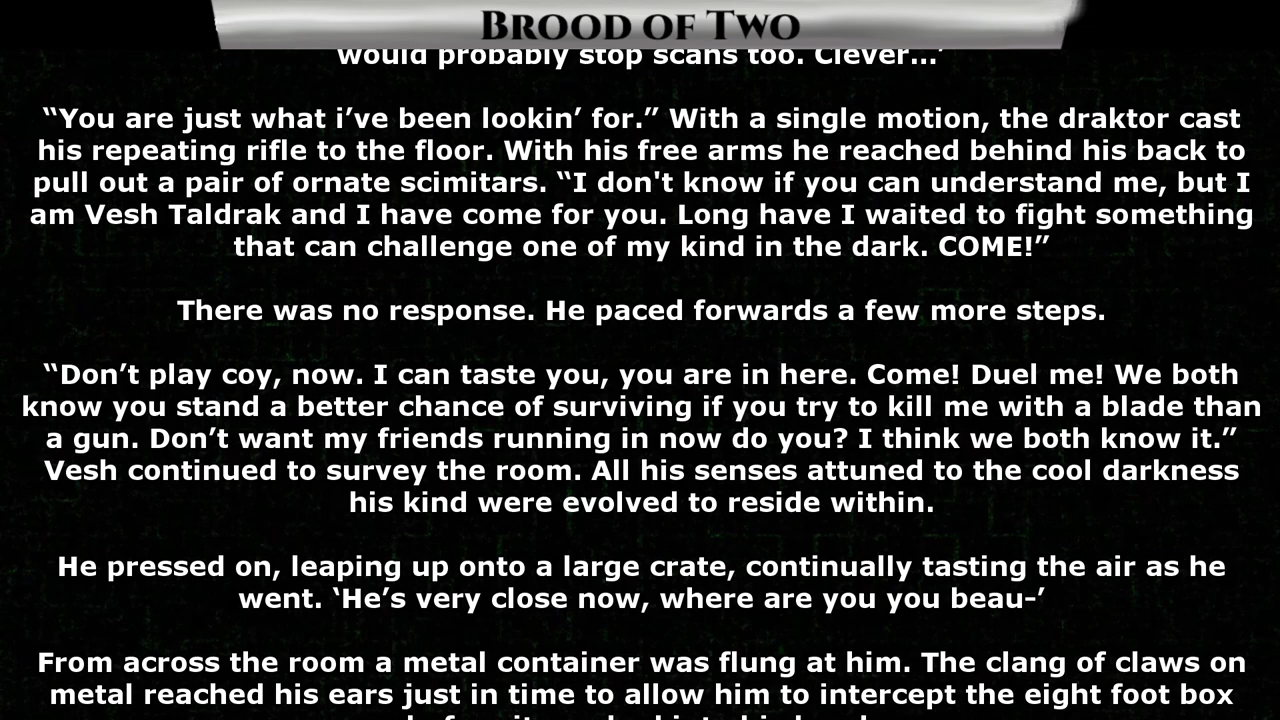 Brood of Two
would probably stop scans too. Clever...’
“You are just what i’ve been lookin’ for.” With a single motion, the draktor cast
his repeating rifle to the floor. With his free arms he reached behind his back to
pull out a pair of ornate scimitars. “I don't know if you can understand me, but I
am Vesh Taldrak and I have come for you. Long have I waited to fight something
that can challenge one of my kind in the dark. COME!”
There was no response. He paced forwards a few more steps.
“Don’t play coy, now. I can taste you, you are in here. Come! Duel me! We both
know you stand a better chance of surviving if you try to kill me with a blade than
a gun. Don’t want my friends running in now do you? I think we both know it.”
Vesh continued to survey the room. All his senses attuned to the cool darkness
his kind were evolved to reside within.
He pressed on, leaping up onto a large crate, continually tasting the air as he
went. ‘He’s very close now, where are you you beau-’
From across the room a metal container was flung at him. The clang of claws on
metal reached his ears just in time to allow him to intercept the eight foot box